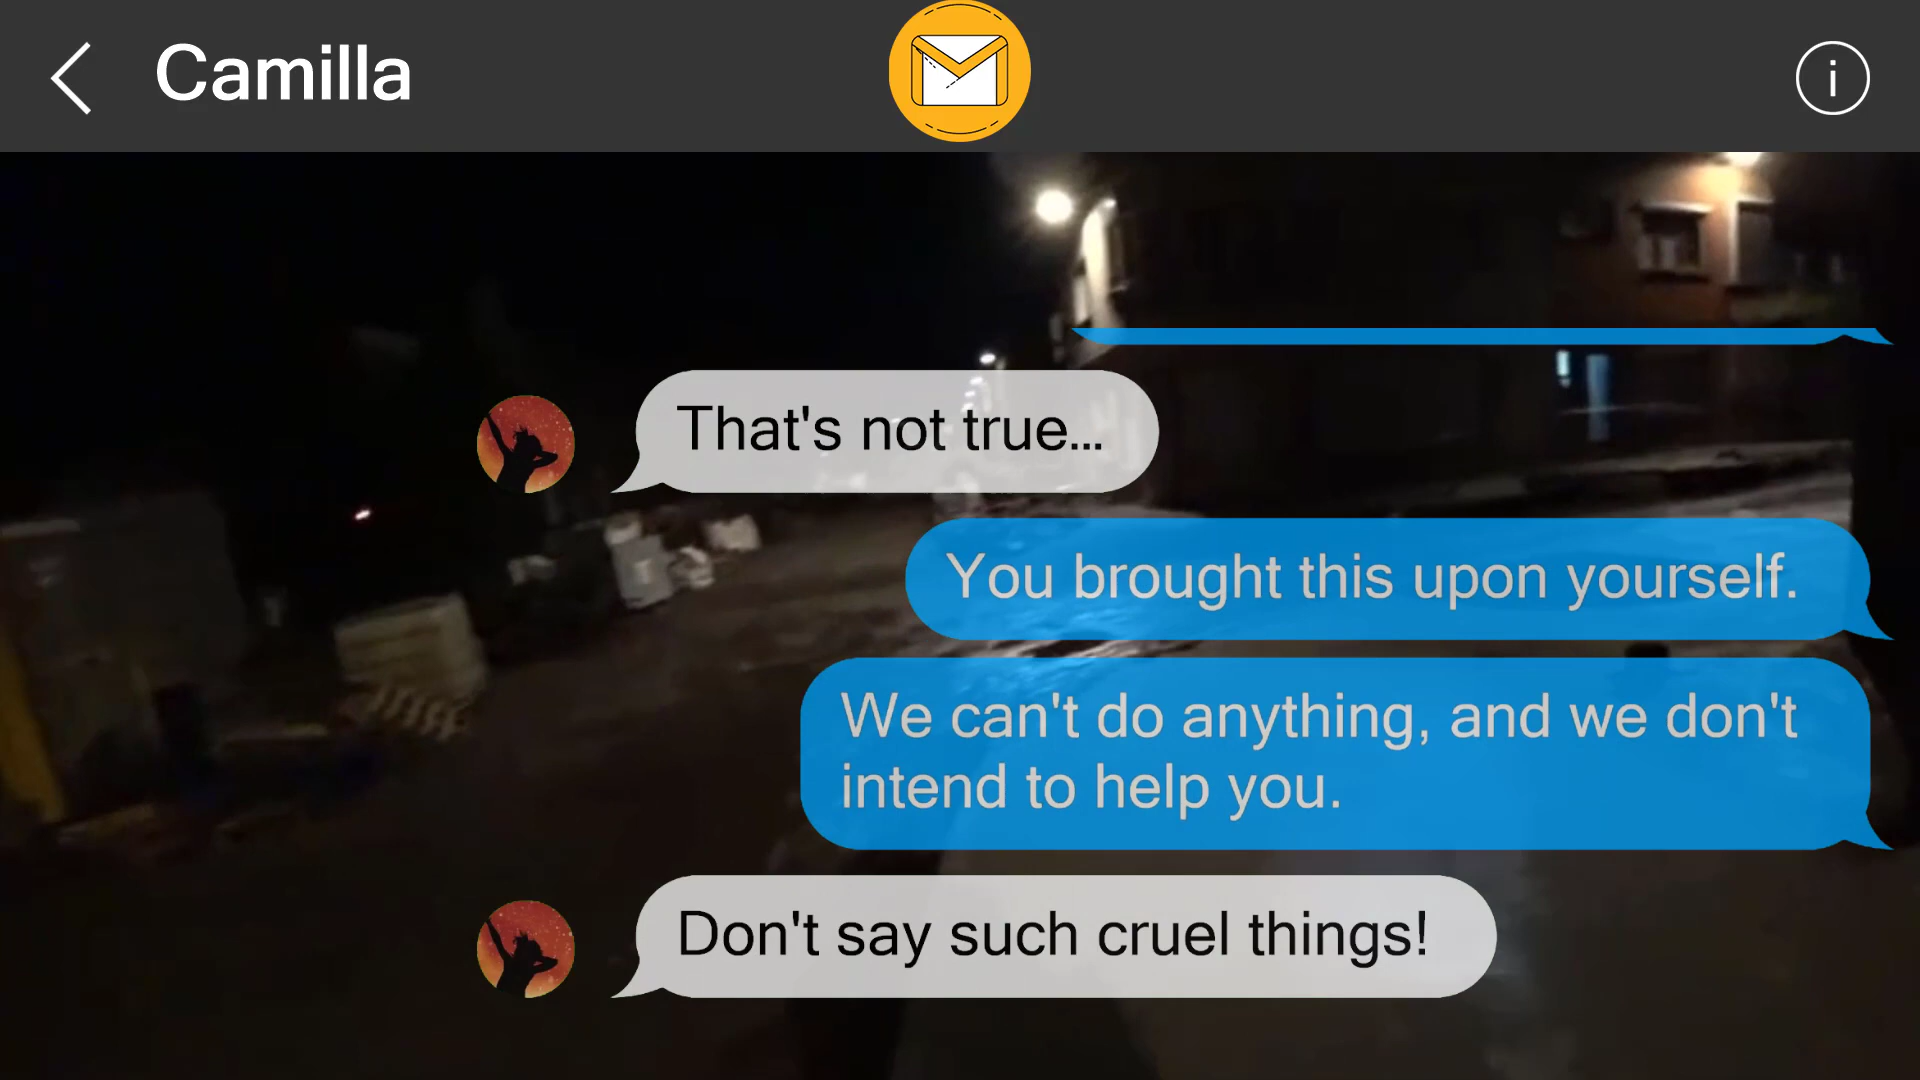 Camilla
i
That's not true...
You brought this upon yourself.
We can't do anything, and we don't
intend to help you.
Don't say such cruel things!